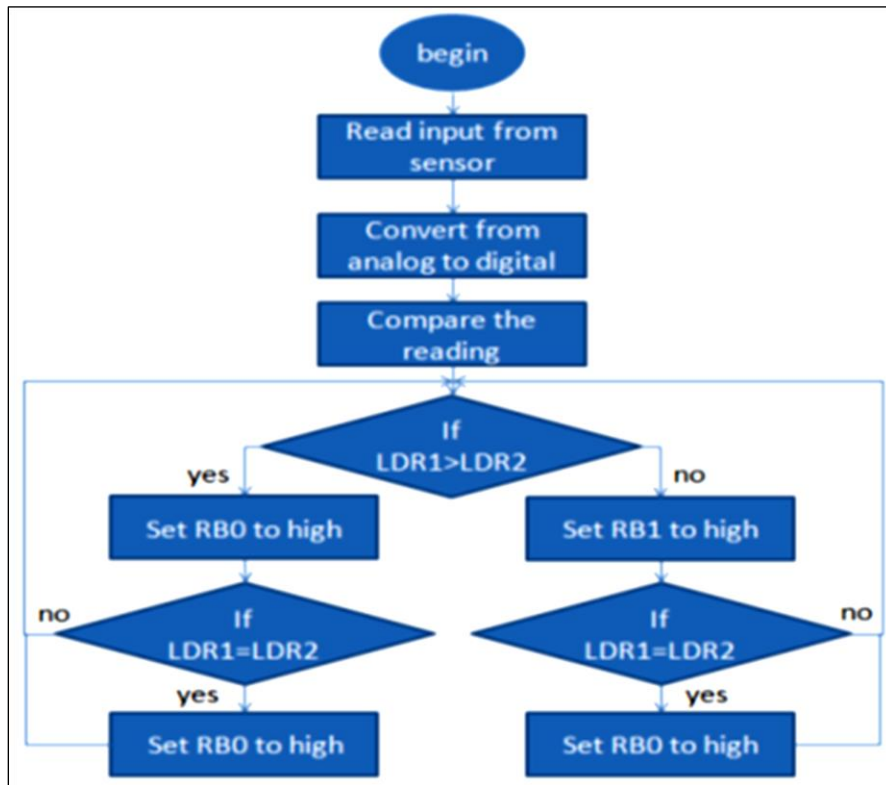 begin
Read input from
sensor
Convert from
analog to digital
Compare the
reading
If
LDR1>LDR2
yes
no
Set RB0 to high
Set RB1 to high
no
If
LDR1=LDR2
yes
If
LDR1=LDR2
no
yes
Set RB0 to high
Set RB0 to high